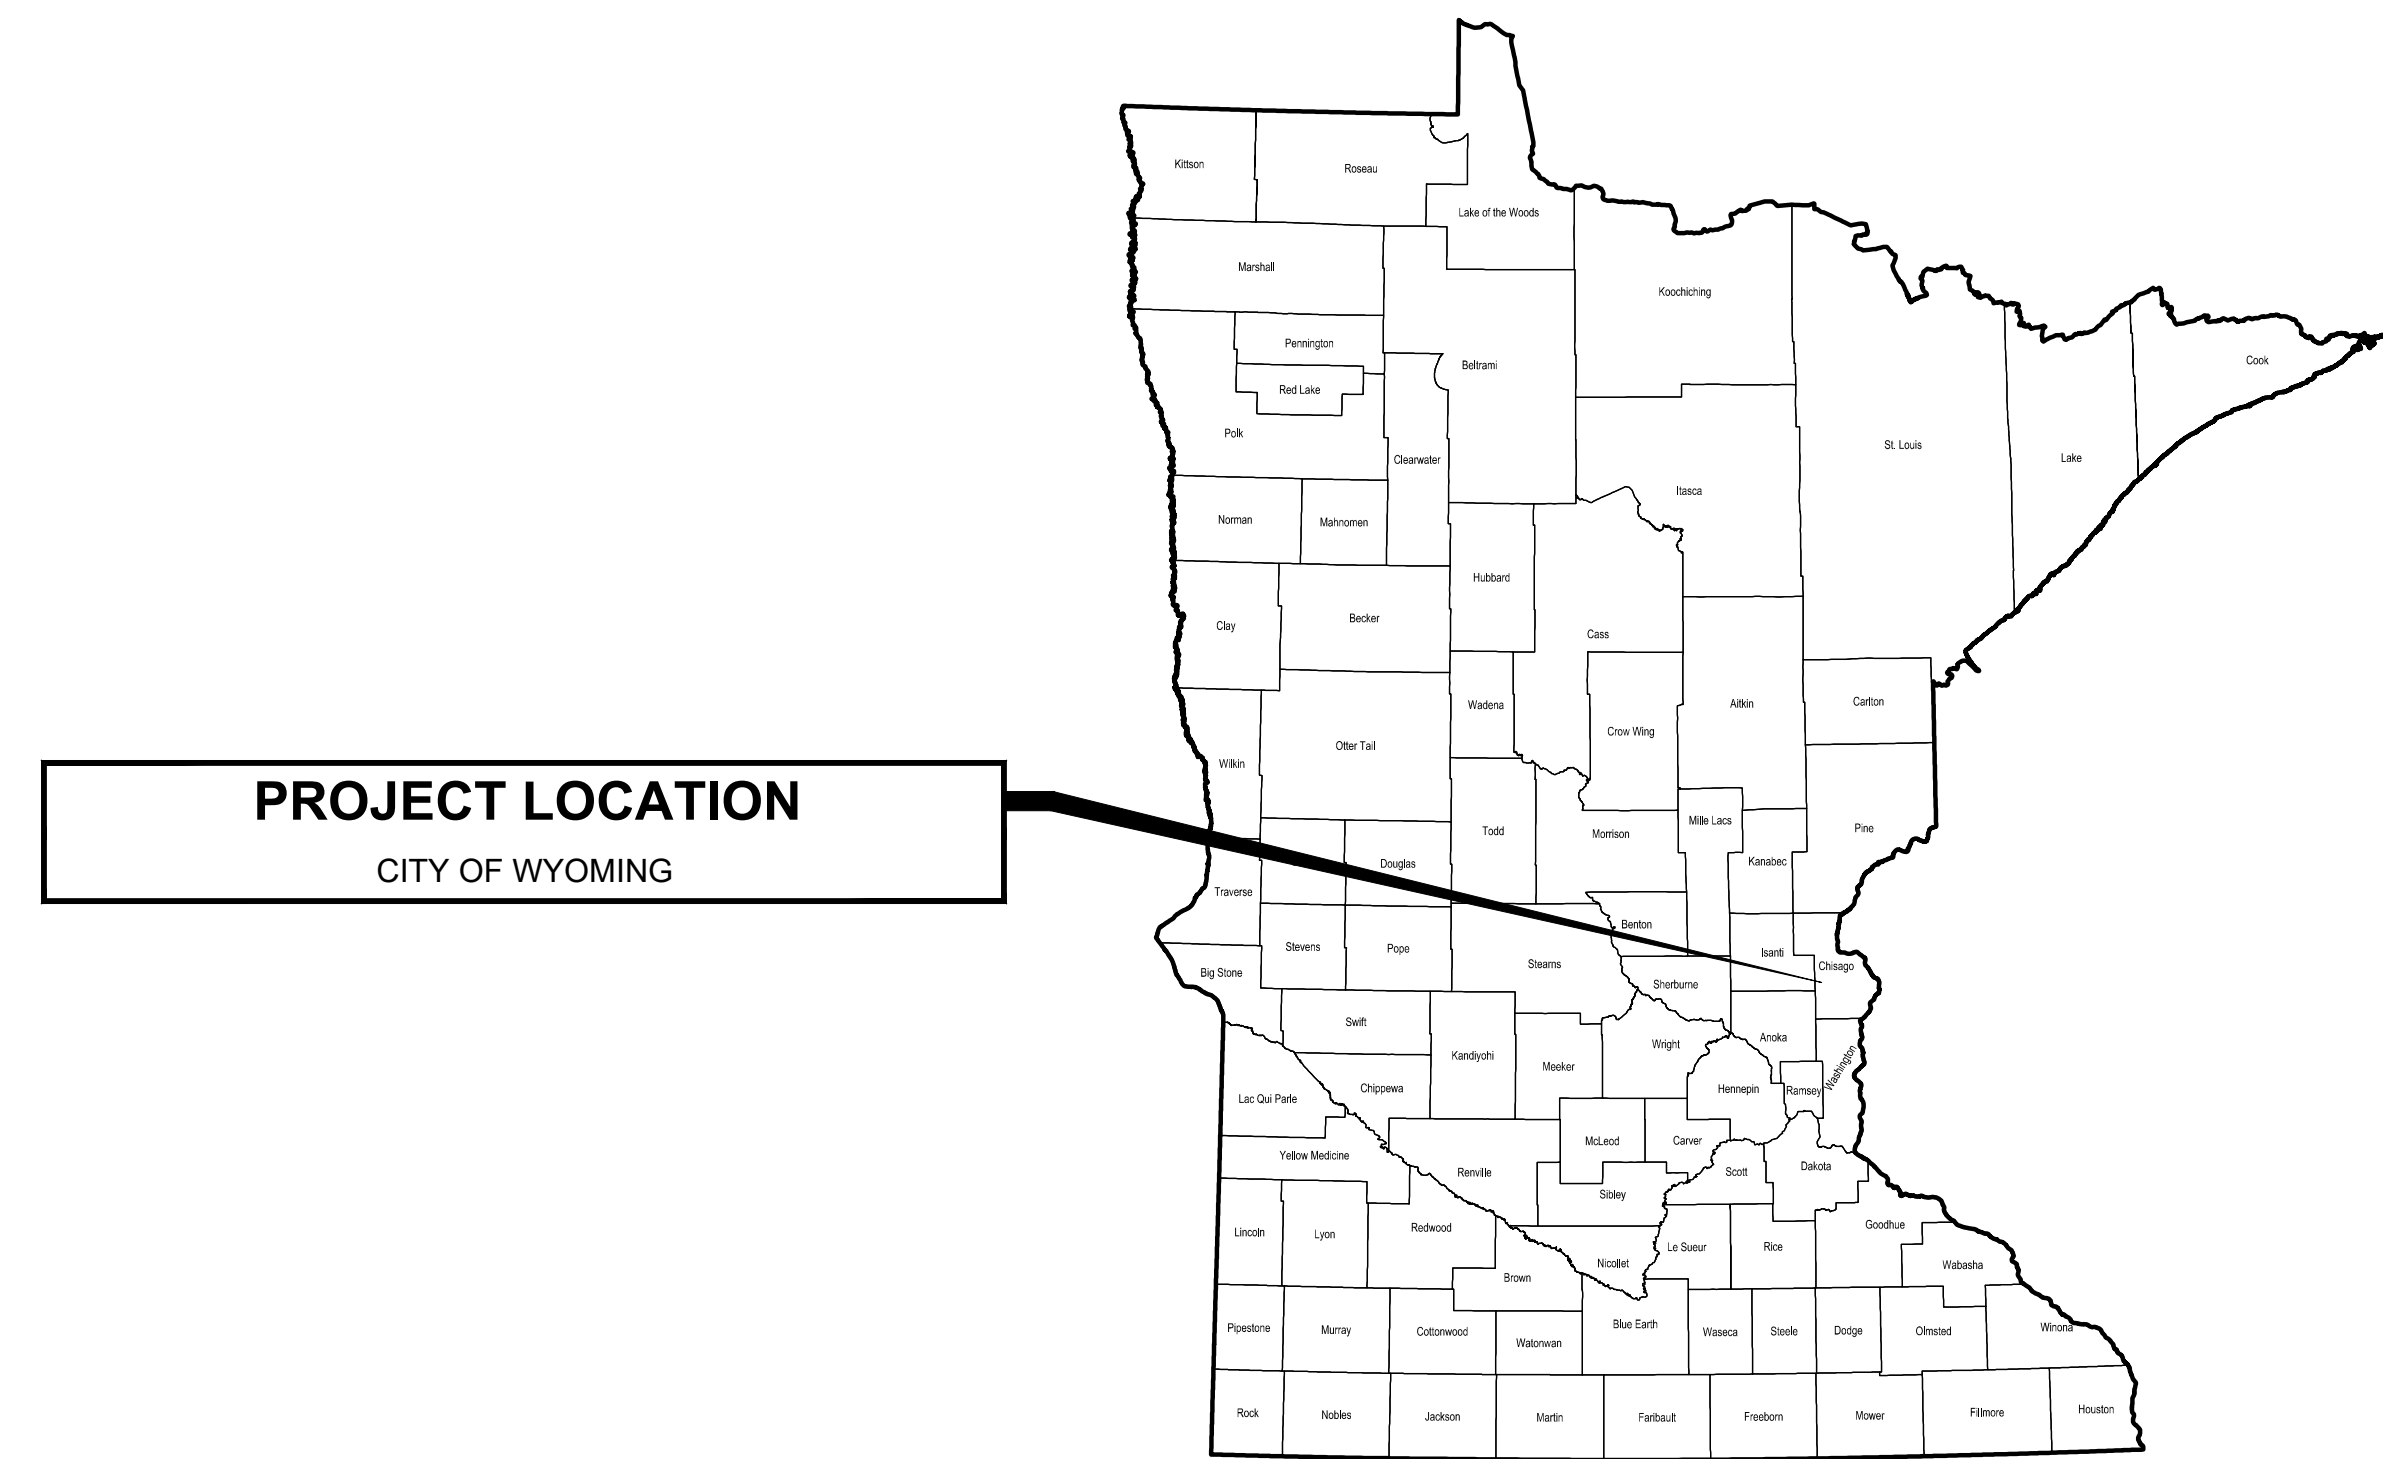 Kittson
Roseau
Lake of the Woods
Marshall
Koochiching
Pennington
Beltrami
Cook
Red Lake
Polk
Clearwater
St. Louis
Lake
Itasca
Norman
Mahnomen
Hubbard
Becker
Clay
Cass
Wadena
Aitkin
Carlton
Crow Wing
Otter Tail
Wilkin
PROJECT LOCATION
CITY OF WYOMING
Todd
Morrison
Mille Lacs
Pine
Kanabec
Douglas
Traverse
Benton
Stevens
Pope
Isanti
Stearns
Chisago
Big Stone
Sherburne
Swift
Anoka
Wright
Kandiyohi
Meeker
Washington
Chippewa
Hennepin
Ramsey
Lac Qui Parle
McLeod
Carver
Yellow Medicine
Renville
Scott
Dakota
Sibley
Redwood
Goodhue
Lincoln
Lyon
Le Sueur
Rice
Nicollet
Wabasha
Brown
Pipestone
Murray
Cottonwood
Watonwan
Blue Earth
Waseca
Steele
Dodge
Olmsted
Winona
Rock
Nobles
Jackson
Martin
Faribault
Freeborn
Mower
Fillmore
Houston